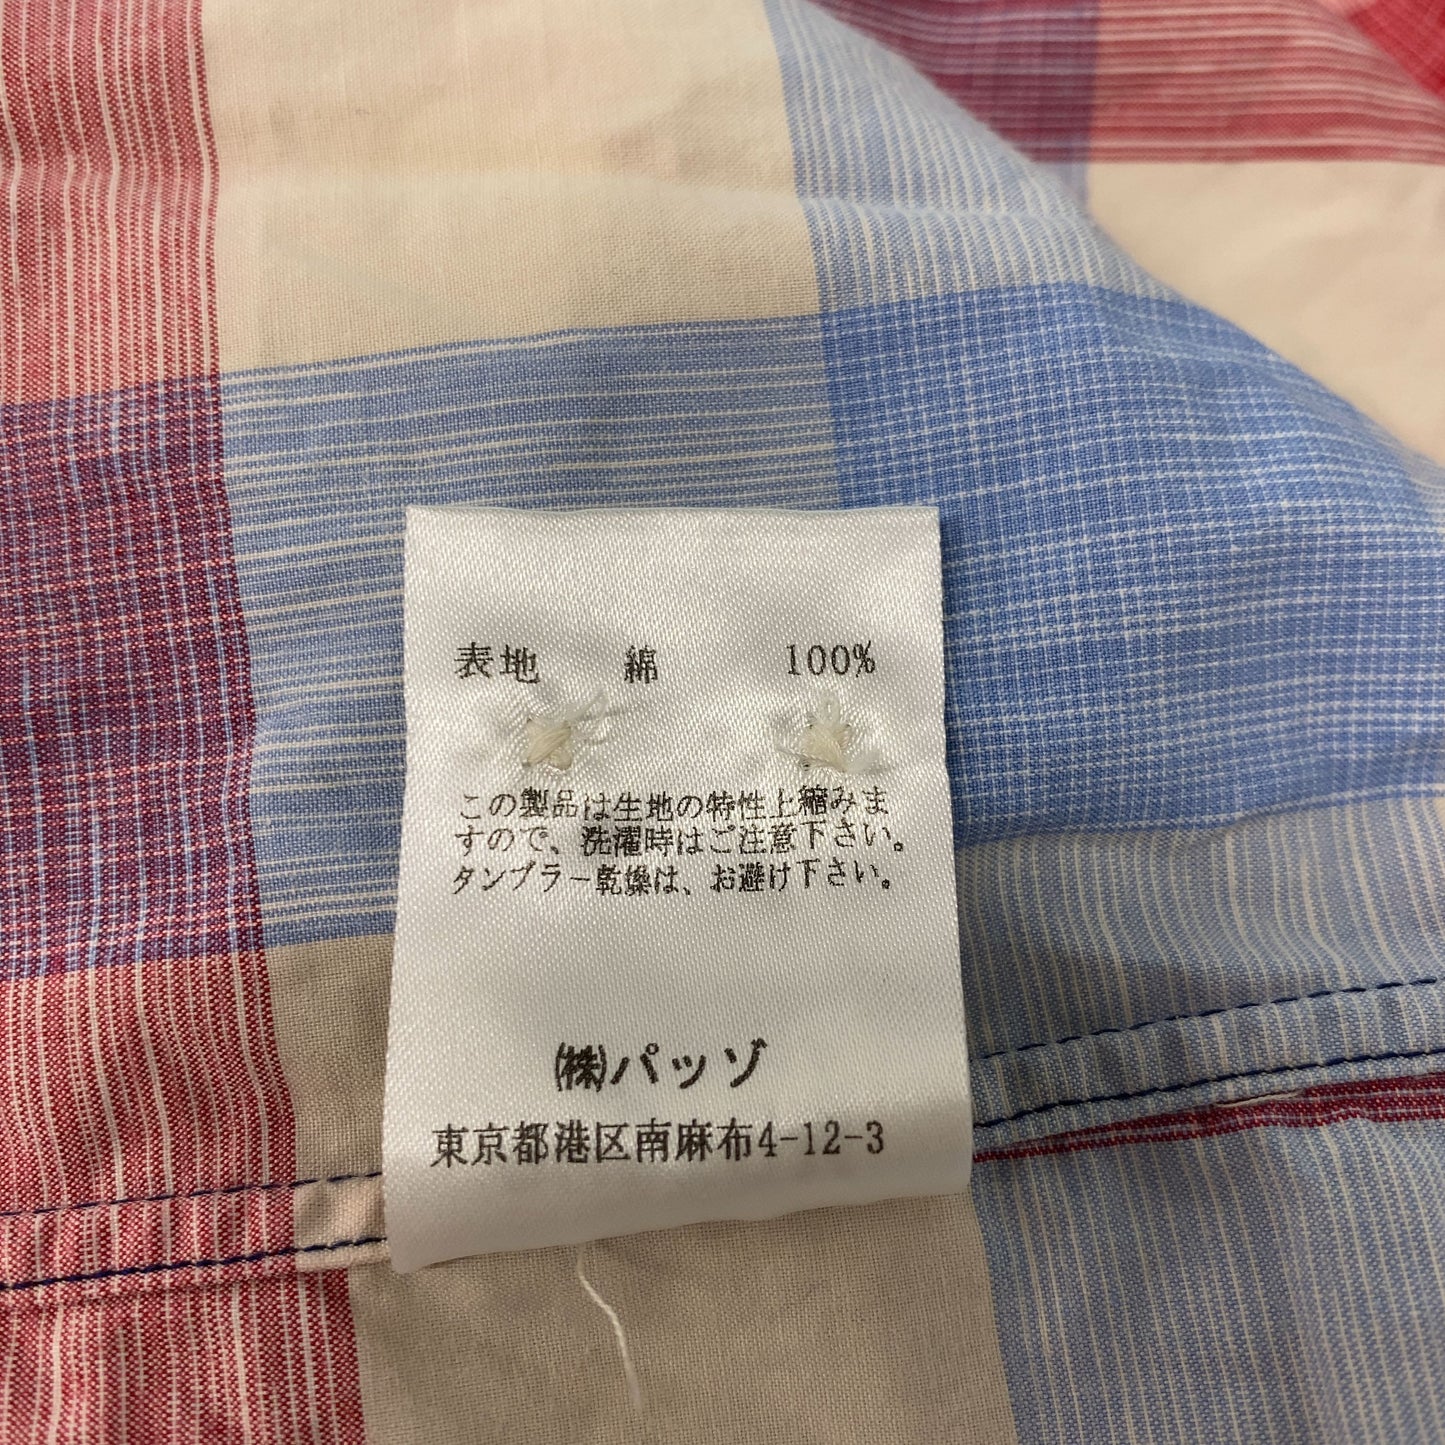 表地 綿 100%
この製品は生地の特性上縮みま
すので、洗濯時はご注意下さい。
タンブラー乾燥は、お避け下さい。
㈱パッゾ
東京都港区南麻布4-12-3